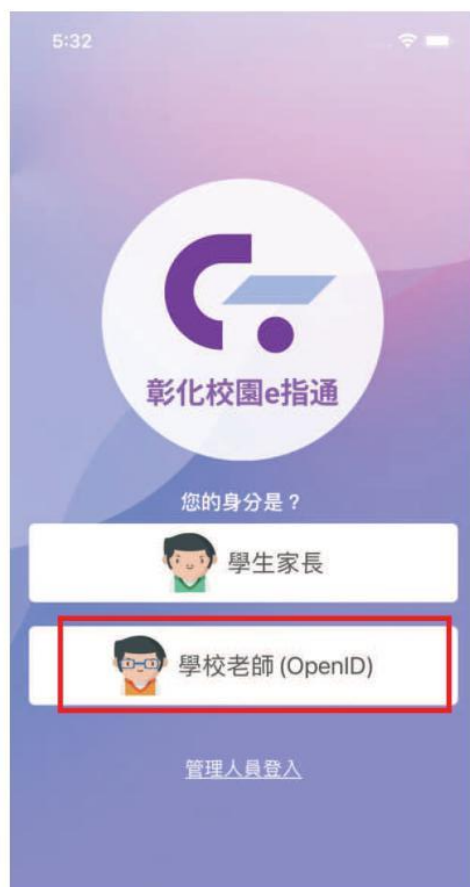 5:32
彰化校園e指通
您的身分是？
學生家長
學校老師 (OpenID)
管理人員登入